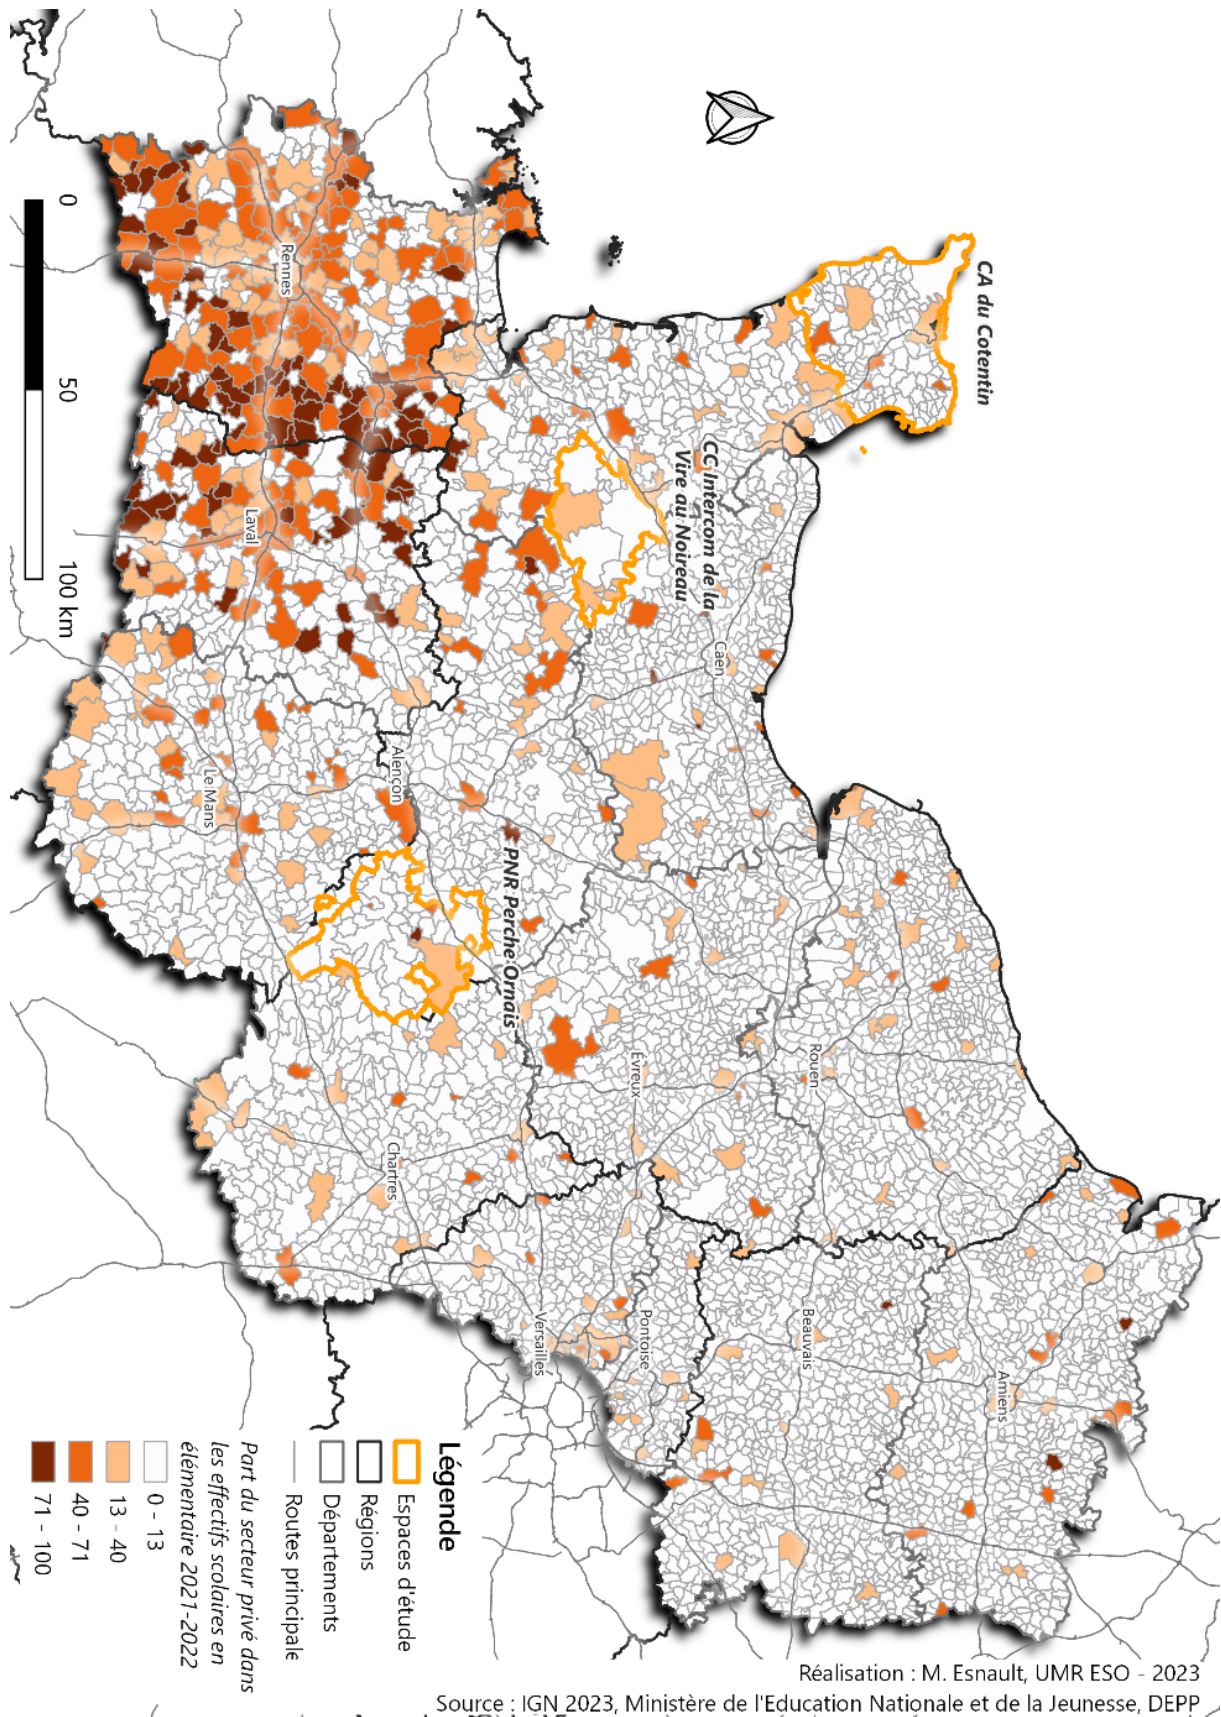 CA du Cotentin
CC Intercom de la
Vire au Noireau
PNR Perche Ornais
Rennes
Laval
Caen
Alençon
Le Mans
Rouen
Évreux
Chartres
Pontoise
Versailles
Beauvais
Amiens
0
50
100 km
Légende
Espaces d'étude
Régions
Départements
Routes principale
Part du secteur privé dans
les effectifs scolaires en
élémentaire 2021-2022
0 - 13
13 - 40
40 - 71
71 - 100
Réalisation : M. Esnault, UMR ESO - 2023
Source : IGN 2023, Ministère de l'Education Nationale et de la Jeunesse, DEPP